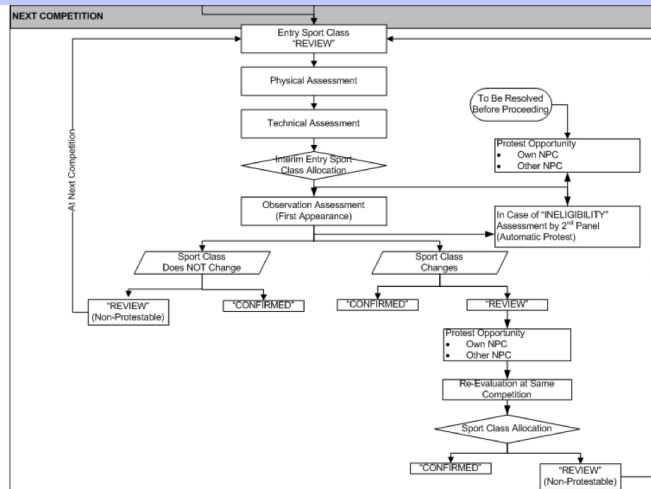 NEXT COMPETITION
Entry Sport Class
"REVIEW"
Physical Assessment
To Be Resolved
Before Proceeding
Technical Assessment
Protest Opportunity
• Own NPC
• Other NPC
Interim Entry Sport
Class Allocation
At Next Competition
Observation Assessment
(First Appearance)
In Case of "INELIGIBILITY"
Assessment by 2nd Panel
(Automatic Protest)
Sport Class
Does NOT Change
Sport Class
Changes
"REVIEW"
(Non-Protestable)
"CONFIRMED"
"CONFIRMED"
"REVIEW"
Protest Opportunity
• Own NPC
• Other NPC
Re-Evaluation at Same
Competition
Sport Class Allocation
"CONFIRMED"
"REVIEW"
(Non-Protestable)